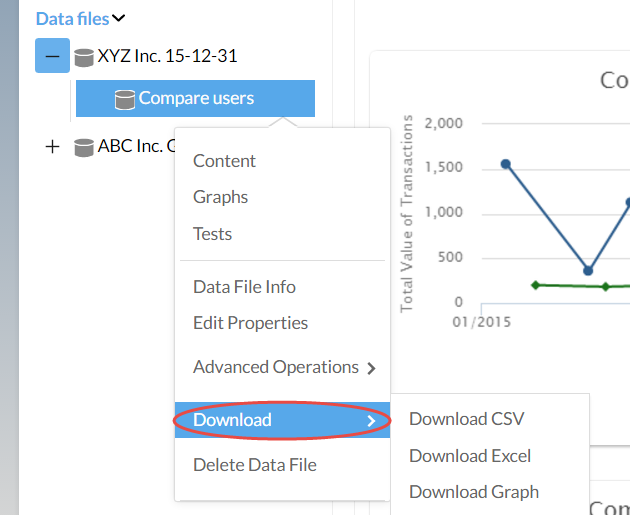 Data files
XYZ Inc. 15-12-31
Compare users
ABC Inc.
Content
Graphs
Tests
Data File Info
Edit Properties
Advanced Operations
Download
Delete Data File
Download CSV
Download Excel
Download Graph
Co
Total Value of Transactions
2,000
1,500
1,000
500
0
01/2015
Com